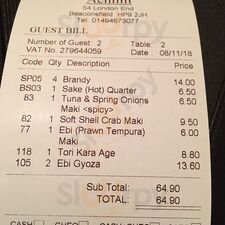 54 London End
Beaconsfield HP9 2JH
Tel : 01494673077
GUEST BILL
Number of Guest: 2 Table: 2
VAT No. 279644059 08/11/18
Code Qty Description Price
SP05 4 Brandy 14.00
BS03 1 Sake (Hot) Quarter 6.50
83 1 Tuna & Spring Onions 6.50
Maki <spicy>
82 1 Soft Shell Crab Maki 9.50
77 1 Ebi (Prawn Tempura) 6.00
Maki
118 1 Tori Kara Age 8.80
105 2 Ebi Gyoza 13.60
Sub Total: 64.90
TOTAL: 64.90